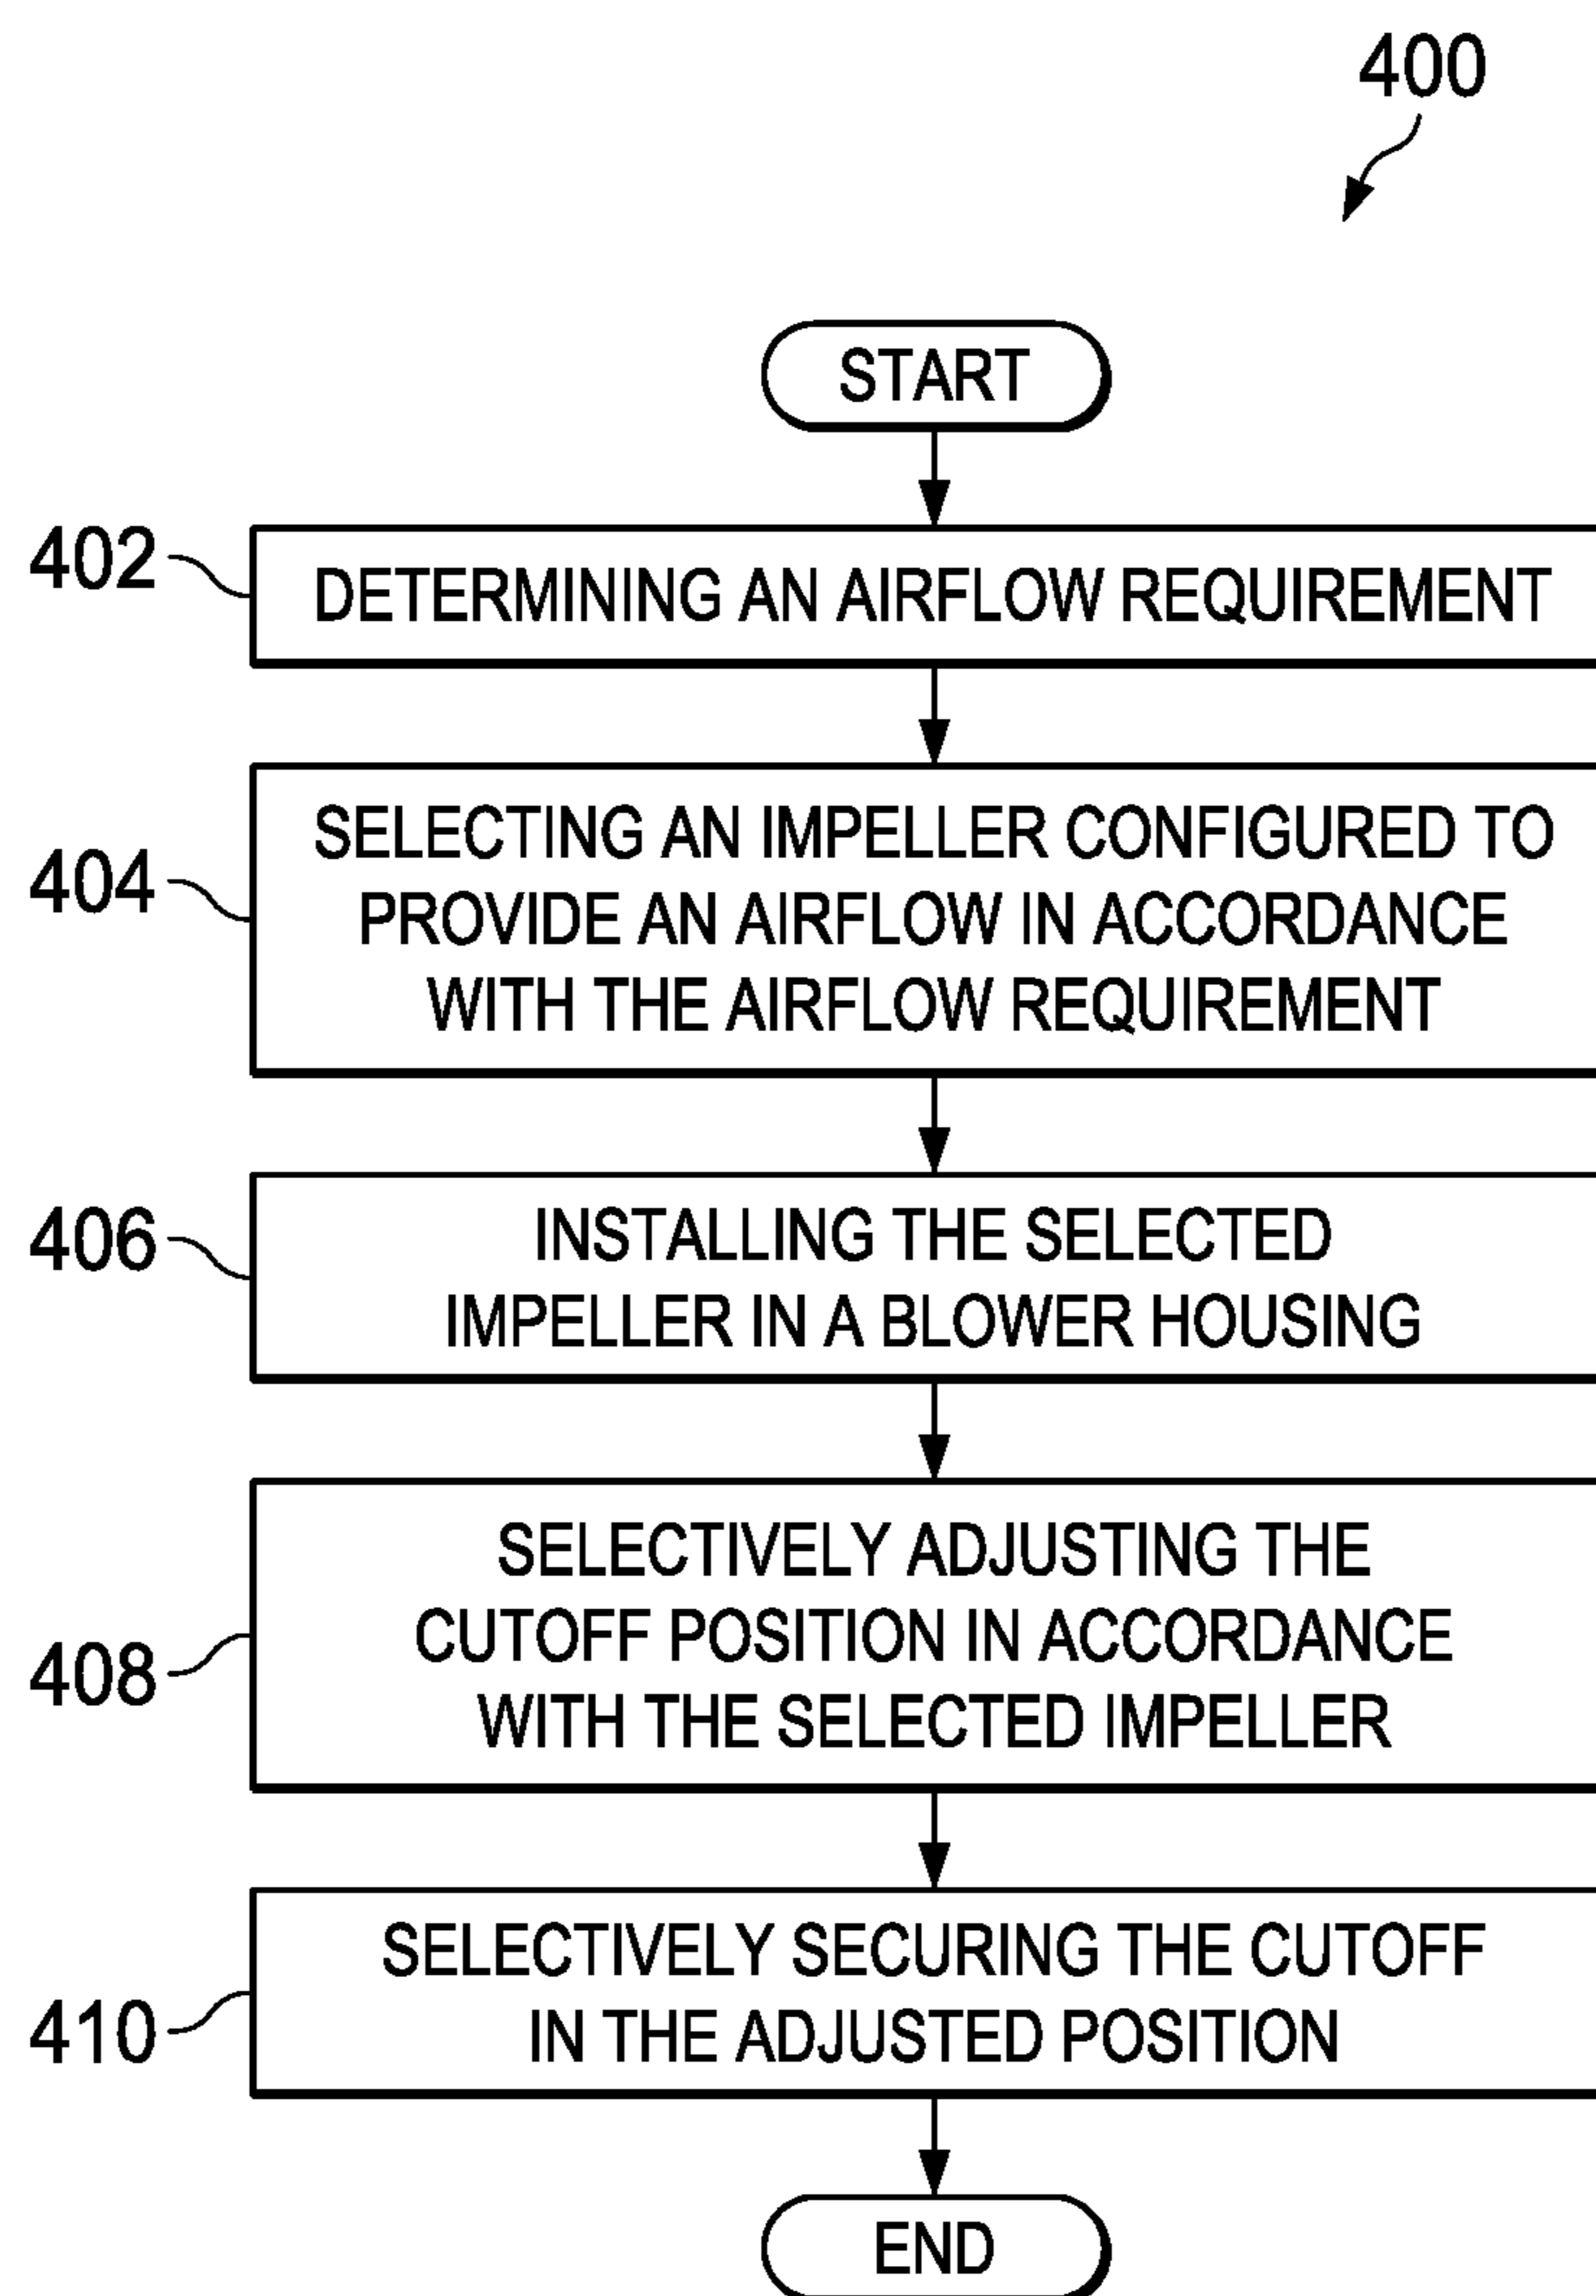 400
START
402
DETERMINING AN AIRFLOW REQUIREMENT
404
SELECTING AN IMPELLER CONFIGURED TO
PROVIDE AN AIRFLOW IN ACCORDANCE
WITH THE AIRFLOW REQUIREMENT
406
INSTALLING THE SELECTED
IMPELLER IN A BLOWER HOUSING
408
SELECTIVELY ADJUSTING THE
CUTOFF POSITION IN ACCORDANCE
WITH THE SELECTED IMPELLER
410
SELECTIVELY SECURING THE CUTOFF
IN THE ADJUSTED POSITION
END